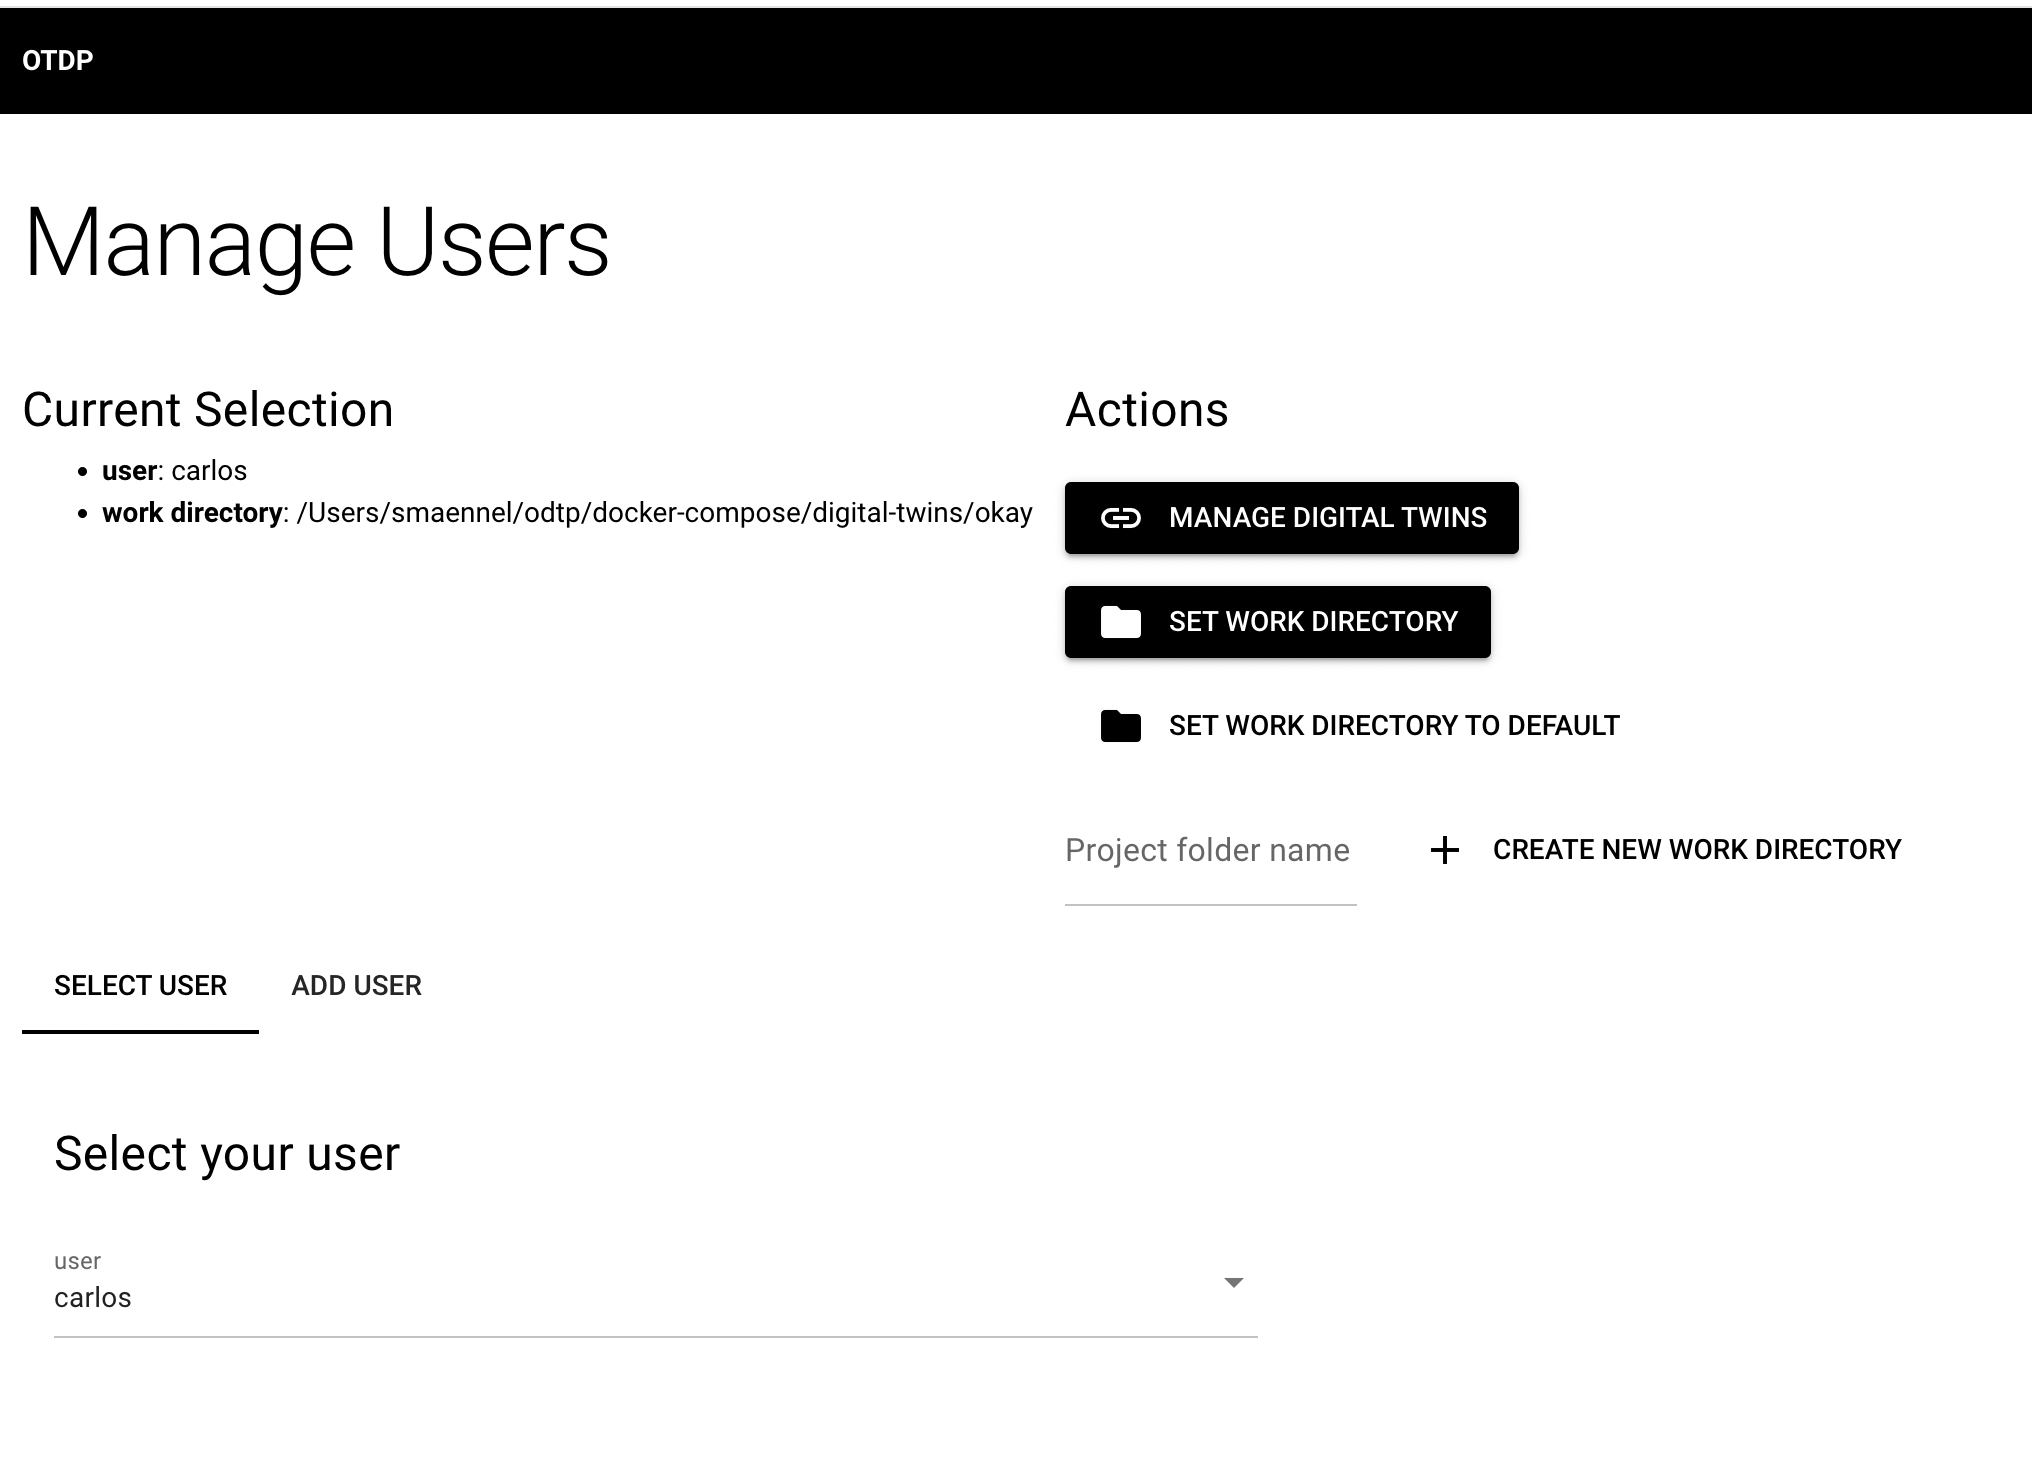 OTDP
Manage Users
Current Selection
user: carlos
work directory: /Users/smaennel/odtp/docker-compose/digital-twins/okay
Actions
MANAGE DIGITAL TWINS
SET WORK DIRECTORY
SET WORK DIRECTORY TO DEFAULT
Project folder name
CREATE NEW WORK DIRECTORY
SELECT USER
ADD USER
Select your user
user
carlos